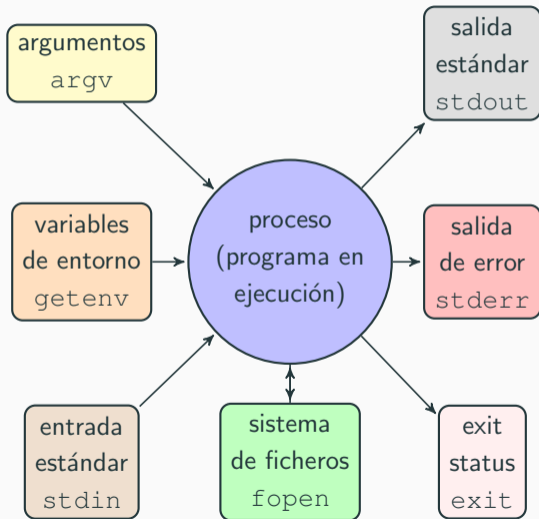 argumentos
argv
salida
estándar
stdout
variables
de entorno
getenv
proceso
(programa en
ejecución)
salida
de error
stderr
entrada
estándar
stdin
sistema
de ficheros
fopen
exit
status
exit